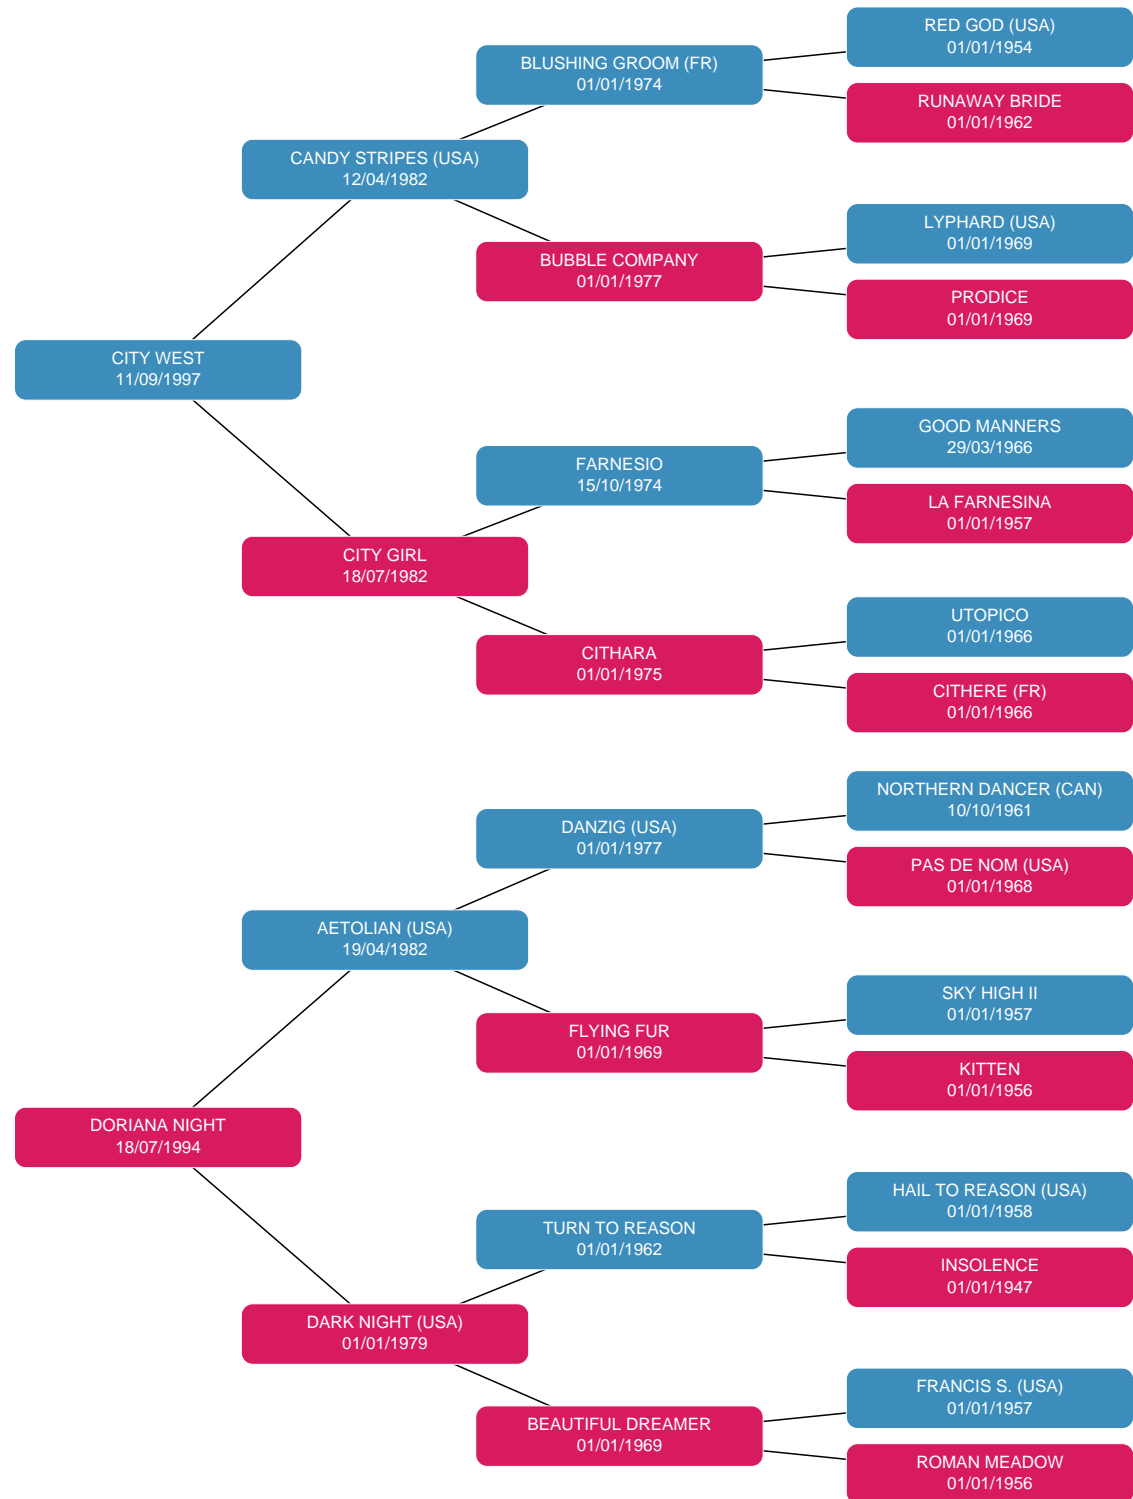 RED GOD (USA)
01/01/1954
BLUSHING GROOM (FR)
01/01/1974
RUNAWAY BRIDE
01/01/1962
CANDY STRIPES (USA)
12/04/1982
LYPHARD (USA)
01/01/1969
BUBBLE COMPANY
01/01/1977
PRODICE
01/01/1969
CITY WEST
11/09/1997
GOOD MANNERS
29/03/1966
FARNESIO
15/10/1974
LA FARNESINA
01/01/1957
CITY GIRL
18/07/1982
UTOPICO
01/01/1966
CITHARA
01/01/1975
CITHERE (FR)
01/01/1966
NORTHERN DANCER (CAN)
10/10/1961
DANZIG (USA)
01/01/1977
PAS DE NOM (USA)
01/01/1968
AETOLIAN (USA)
19/04/1982
SKY HIGH II
01/01/1957
FLYING FUR
01/01/1969
KITTEN
01/01/1956
DORIANA NIGHT
18/07/1994
HAIL TO REASON (USA)
01/01/1958
TURN TO REASON
01/01/1962
INSOLENCE
01/01/1947
DARK NIGHT (USA)
01/01/1979
FRANCIS S. (USA)
01/01/1957
BEAUTIFUL DREAMER
01/01/1969
ROMAN MEADOW
01/01/1956